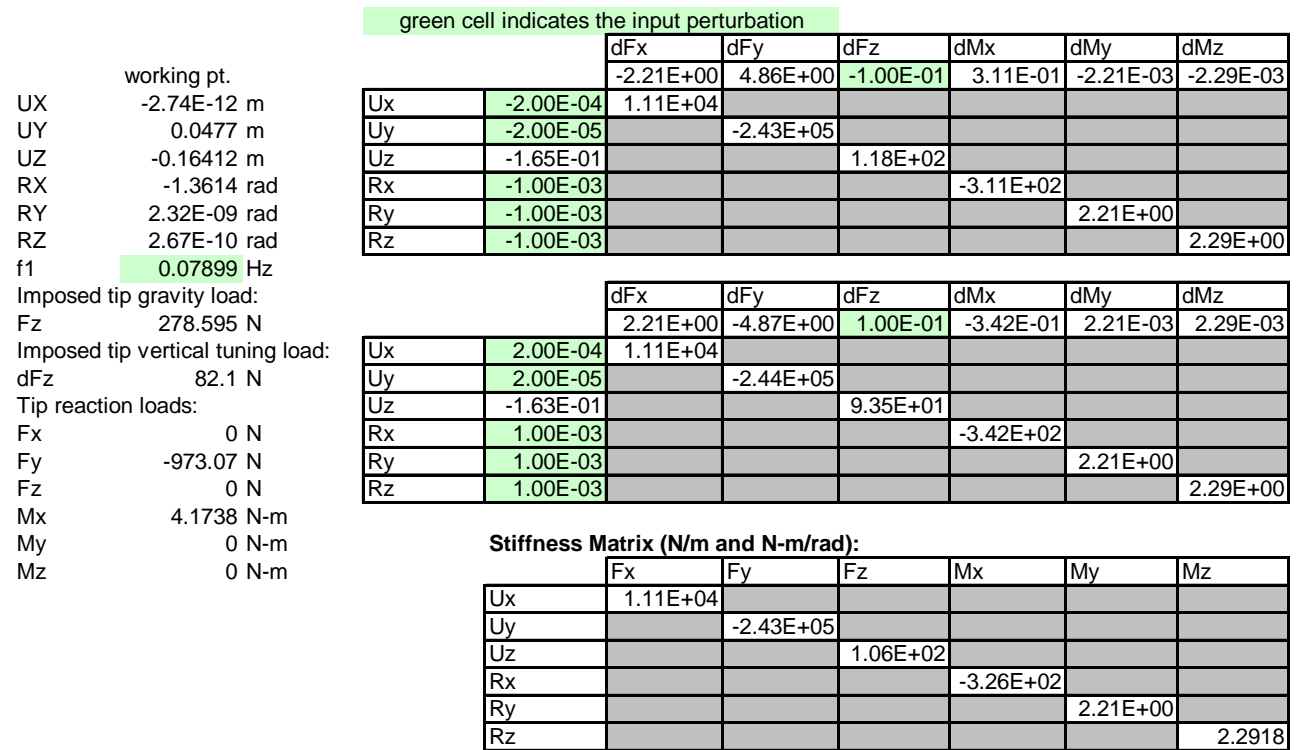 green cell indicates the input perturbation
dFx dFy dFz dMx dMy dMz
working pt. -2.21E+00 4.86E+00 -1.00E-01 3.11E-01 -2.21E-03 -2.29E-03
UX -2.74E-12 m Ux -2.00E-04 1.11E+04
UY 0.0477 m Uy -2.00E-05 -2.43E+05
UZ -0.16412 m Uz -1.65E-01 1.18E+02
RX -1.3614 rad Rx -1.00E-03 -3.11E+02
RY 2.32E-09 rad Ry -1.00E-03 2.21E+00
RZ 2.67E-10 rad Rz -1.00E-03 2.29E+00
f1 0.07899 Hz
Imposed tip gravity load: dFx dFy dFz dMx dMy dMz
Fz 278.595 N 2.21E+00 -4.87E+00 1.00E-01 -3.42E-01 2.21E-03 2.29E-03
Imposed tip vertical tuning load: Ux 2.00E-04 1.11E+04
dFz 82.1 N Uy 2.00E-05 -2.44E+05
Tip reaction loads: Uz -1.63E-01 9.35E+01
Fx 0 N Rx 1.00E-03 -3.42E+02
Fy -973.07 N Ry 1.00E-03 2.21E+00
Fz 0 N Rz 1.00E-03 2.29E+00
Mx 4.1738 N-m
My 0 N-m Stiffness Matrix (N/m and N-m/rad):
Mz 0 N-m Fx Fy Fz Mx My Mz
Ux 1.11E+04
Uy -2.43E+05
Uz 1.06E+02
Rx -3.26E+02
Ry 2.21E+00
Rz 2.2918